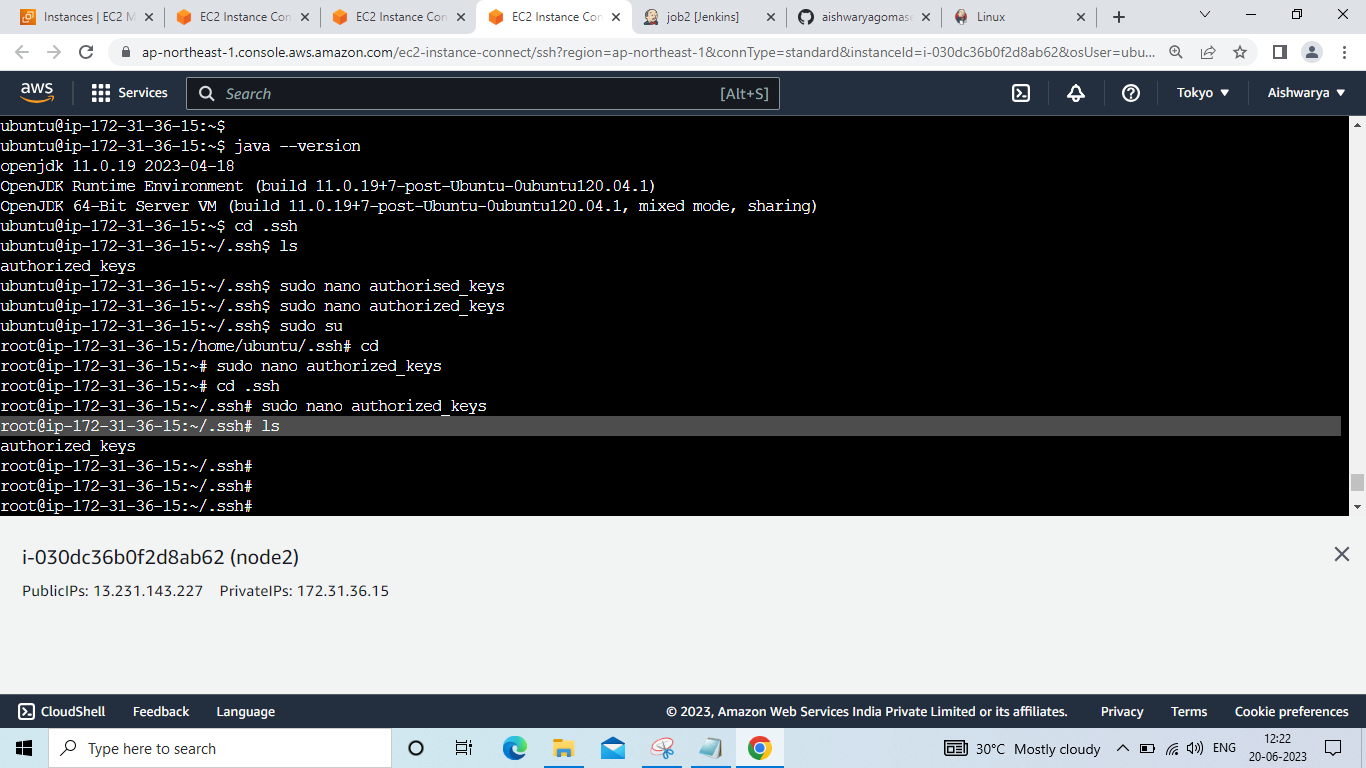 Instances | EC2 M
EC2 Instance Con
EC2 Instance Con
EC2 Instance Con
job2 [Jenkins]
aishwaryagomase
Linux
ap-northeast-1.console.aws.amazon.com/ec2-instance-connect/ssh?region=ap-northeast-1&connType=standard&instanceId=i-030dc36b0f2d8ab62&osUser=ubu...
aws Services Search [Alt+S] Tokyo Aishwarya
ubuntu@ip-172-31-36-15:~$
ubuntu@ip-172-31-36-15:~$ java --version
openjdk 11.0.19 2023-04-18
OpenJDK Runtime Environment (build 11.0.19+7-post-Ubuntu-0ubuntu120.04.1)
OpenJDK 64-Bit Server VM (build 11.0.19+7-post-Ubuntu-0ubuntu120.04.1, mixed mode, sharing)
ubuntu@ip-172-31-36-15:~$ cd .ssh
ubuntu@ip-172-31-36-15:~/.ssh$ ls
authorized_keys
ubuntu@ip-172-31-36-15:~/.ssh$ sudo nano authorised_keys
ubuntu@ip-172-31-36-15:~/.ssh$ sudo nano authorized_keys
ubuntu@ip-172-31-36-15:~/.ssh$ sudo su
root@ip-172-31-36-15:/home/ubuntu/.ssh# cd
root@ip-172-31-36-15:~# sudo nano authorized_keys
root@ip-172-31-36-15:~# cd .ssh
root@ip-172-31-36-15:~/.ssh# sudo nano authorized_keys
root@ip-172-31-36-15:~/.ssh# ls
authorized_keys
root@ip-172-31-36-15:~/.ssh#
root@ip-172-31-36-15:~/.ssh#
root@ip-172-31-36-15:~/.ssh#
i-030dc36b0f2d8ab62 (node2)
PublicIPs: 13.231.143.227 PrivateIPs: 172.31.36.15
CloudShell Feedback Language © 2023, Amazon Web Services India Private Limited or its affiliates. Privacy Terms Cookie preferences
Type here to search 30°C Mostly cloudy ENG 12:22
20-06-2023